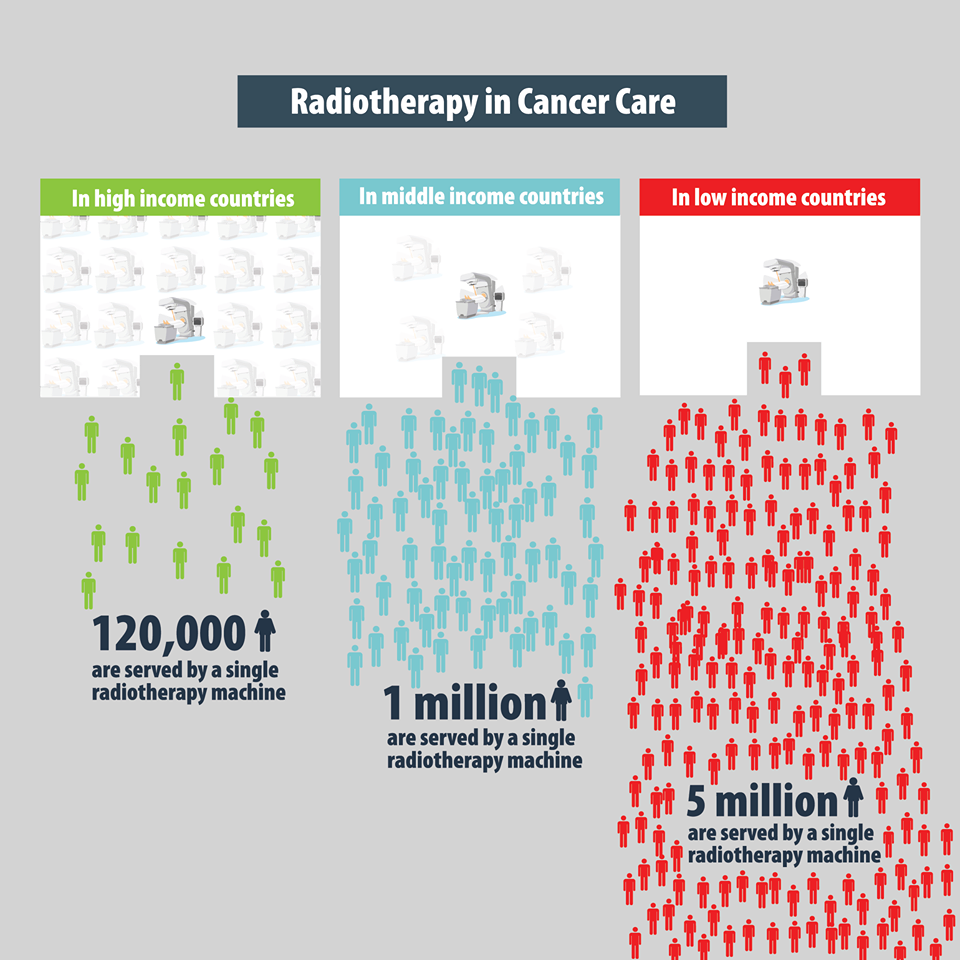 Radiotherapy in Cancer Care
In high income countries
In middle income countries
In low income countries
120,000
are served by a single
radiotherapy machine
1 million
are served by a single
radiotherapy machine
5 million
are served by a single
radiotherapy machine